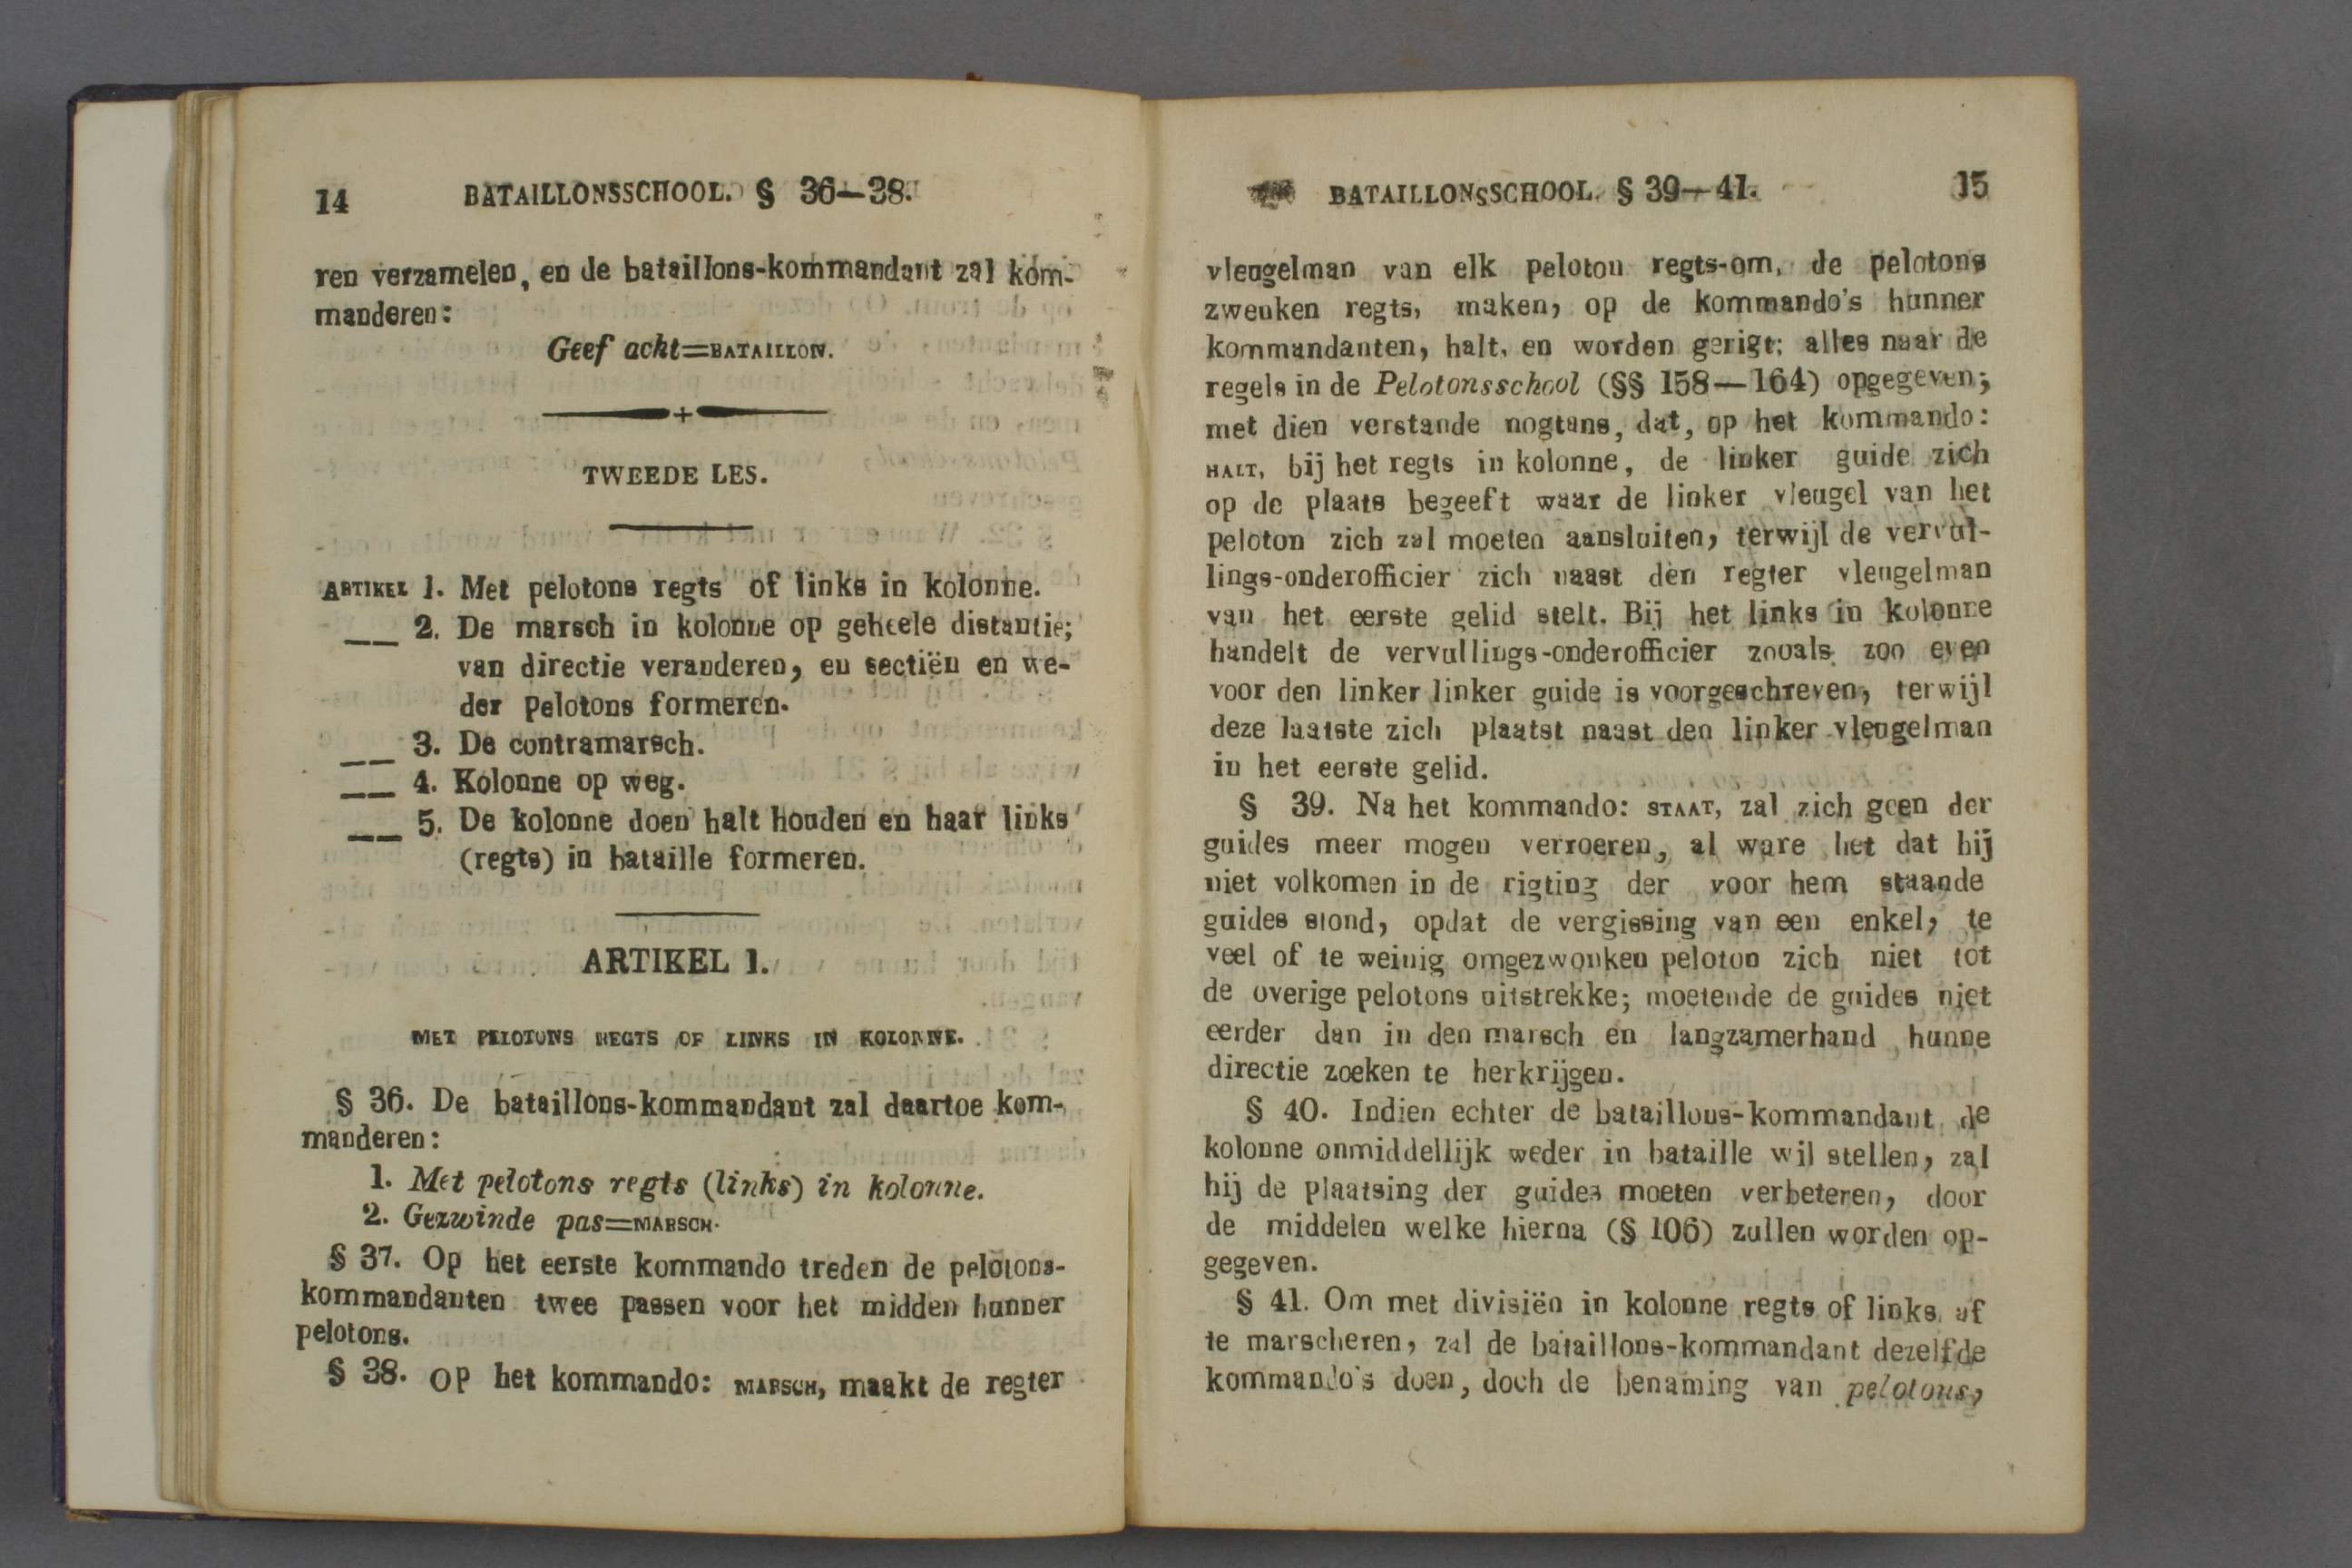 14 BATAILLONSSCHOOL. § 36—38.
ren verzamelen, en de bataillons-kommandant zal kom-
manderen:
Geef acht=BATAILLON.
TWEEDE LES.
ARTIKEL 1. Met pelotons regts of links in kolonne.
—— 2. De marsch in kolonne op geheele distantie;
van directie veranderen, en sectiën en we-
der pelotons formeren.
—— 3. De contramarsch.
—— 4. Kolonne op weg.
—— 5. De kolonne doen halt houden en haar links
(regts) in bataille formeren.
ARTIKEL 1.
MET PELOTONS REGTS OF LINKS IN KOLONNE.
§ 36. De bataillons-kommandant zal daartoe kom-
manderen:
1. Met pelotons regts (links) in kolonne.
2. Gezwinde pas=MARSCH.
§ 37. Op het eerste kommando treden de pelotons-
kommandanten twee passen voor het midden hunner
pelotons.
§ 38. Op het kommando: MARSCH, maakt de regter
BATAILLONSSCHOOL. § 39—41. 15
vleugelman van elk peloton regts-om, de pelotons
zwenken regts, maken, op de kommando's hunner
kommandanten, halt, en worden gerigt; alles naar de
regels in de Pelotonsschool (§§ 158—164) opgegeven;
met dien verstande nogtans, dat, op het kommando:
HALT, bij het regts in kolonne, de linker guide zich
op de plaats begeeft waar de linker vleugel van het
peloton zich zal moeten aansluiten, terwijl de vervul-
lings-onderofficier zich naast den regter vleugelman
van het eerste gelid stelt. Bij het links in kolonne
handelt de vervullings-onderofficier zooals zoo even
voor den linker linker guide is voorgeschreven, terwijl
deze laatste zich plaatst naast den linker vleugelman
in het eerste gelid.
§ 39. Na het kommando: STAAT, zal zich geen der
guides meer mogen verroeren, al ware het dat hij
niet volkomen in de rigting der voor hem staande
guides stond, opdat de vergissing van een enkel, te
veel of te weinig omgezwonken peloton zich niet tot
de overige pelotons uitstrekke; moetende de guides niet
eerder dan in den marsch en langzamerhand hunne
directie zoeken te herkrijgen.
§ 40. Indien echter de bataillons-kommandant de
kolonne onmiddellijk weder in bataille wil stellen, zal
hij de plaatsing der guides moeten verbeteren, door
de middelen welke hierna (§ 106) zullen worden op-
gegeven.
§ 41. Om met divisiën in kolonne regts of links af
te marscheren, zal de bataillons-kommandant dezelfde
kommando's doen, doch de benaming van pelotons,